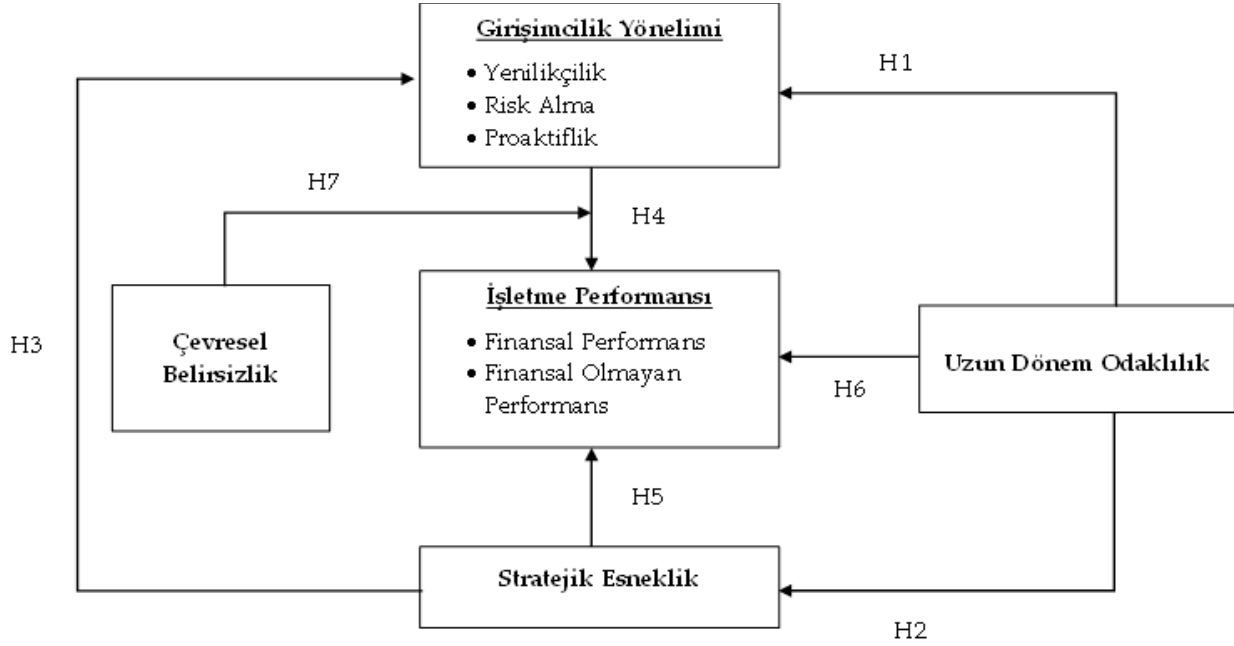 Girişimcilik Yönelimi
• Yenilikçilik
• Risk Alma
• Proaktiflik
H1
H7
H4
İşletme Performansı
• Finansal Performans
• Finansal Olmayan
Performans
Çevresel
Belirsizlik
H3
Uzun Dönem Odaklılık
H6
H5
Stratejik Esneklik
H2